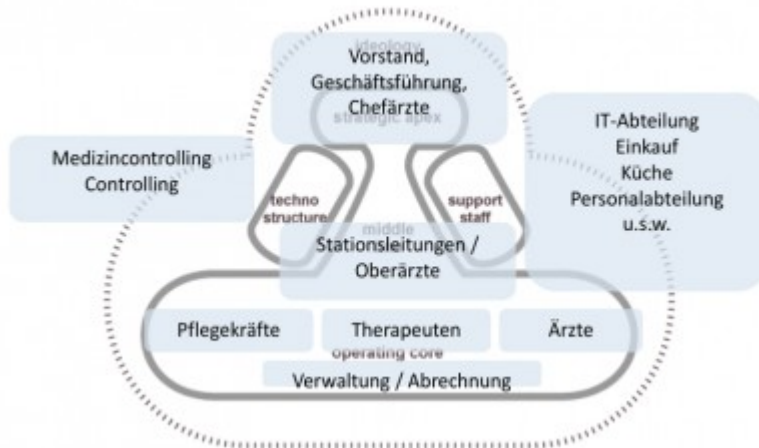 ideology
Vorstand,
Geschäftsführung,
Chefärzte
strategic apex
Medizincontrolling
Controlling
IT-Abteilung
Einkauf
Küche
Personalabteilung
u.s.w.
techno
structure
support
staff
middle
Stationsleitungen /
Oberärzte
Pflegekräfte
Therapeuten
Ärzte
operating core
Verwaltung / Abrechnung